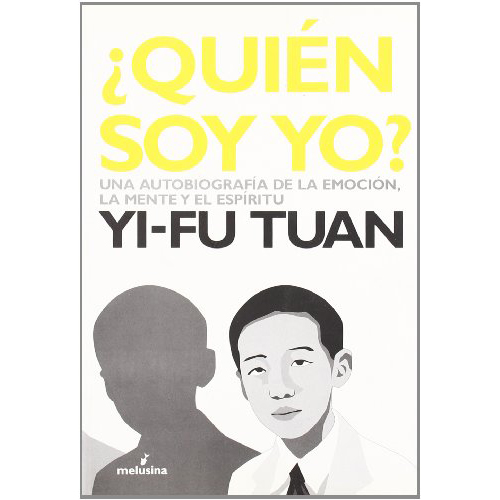 ¿QUIÉN
SOY YO?
UNA AUTOBIOGRAFÍA DE LA EMOCIÓN,
LA MENTE Y EL ESPÍRITU
YI-FU TUAN
melusina